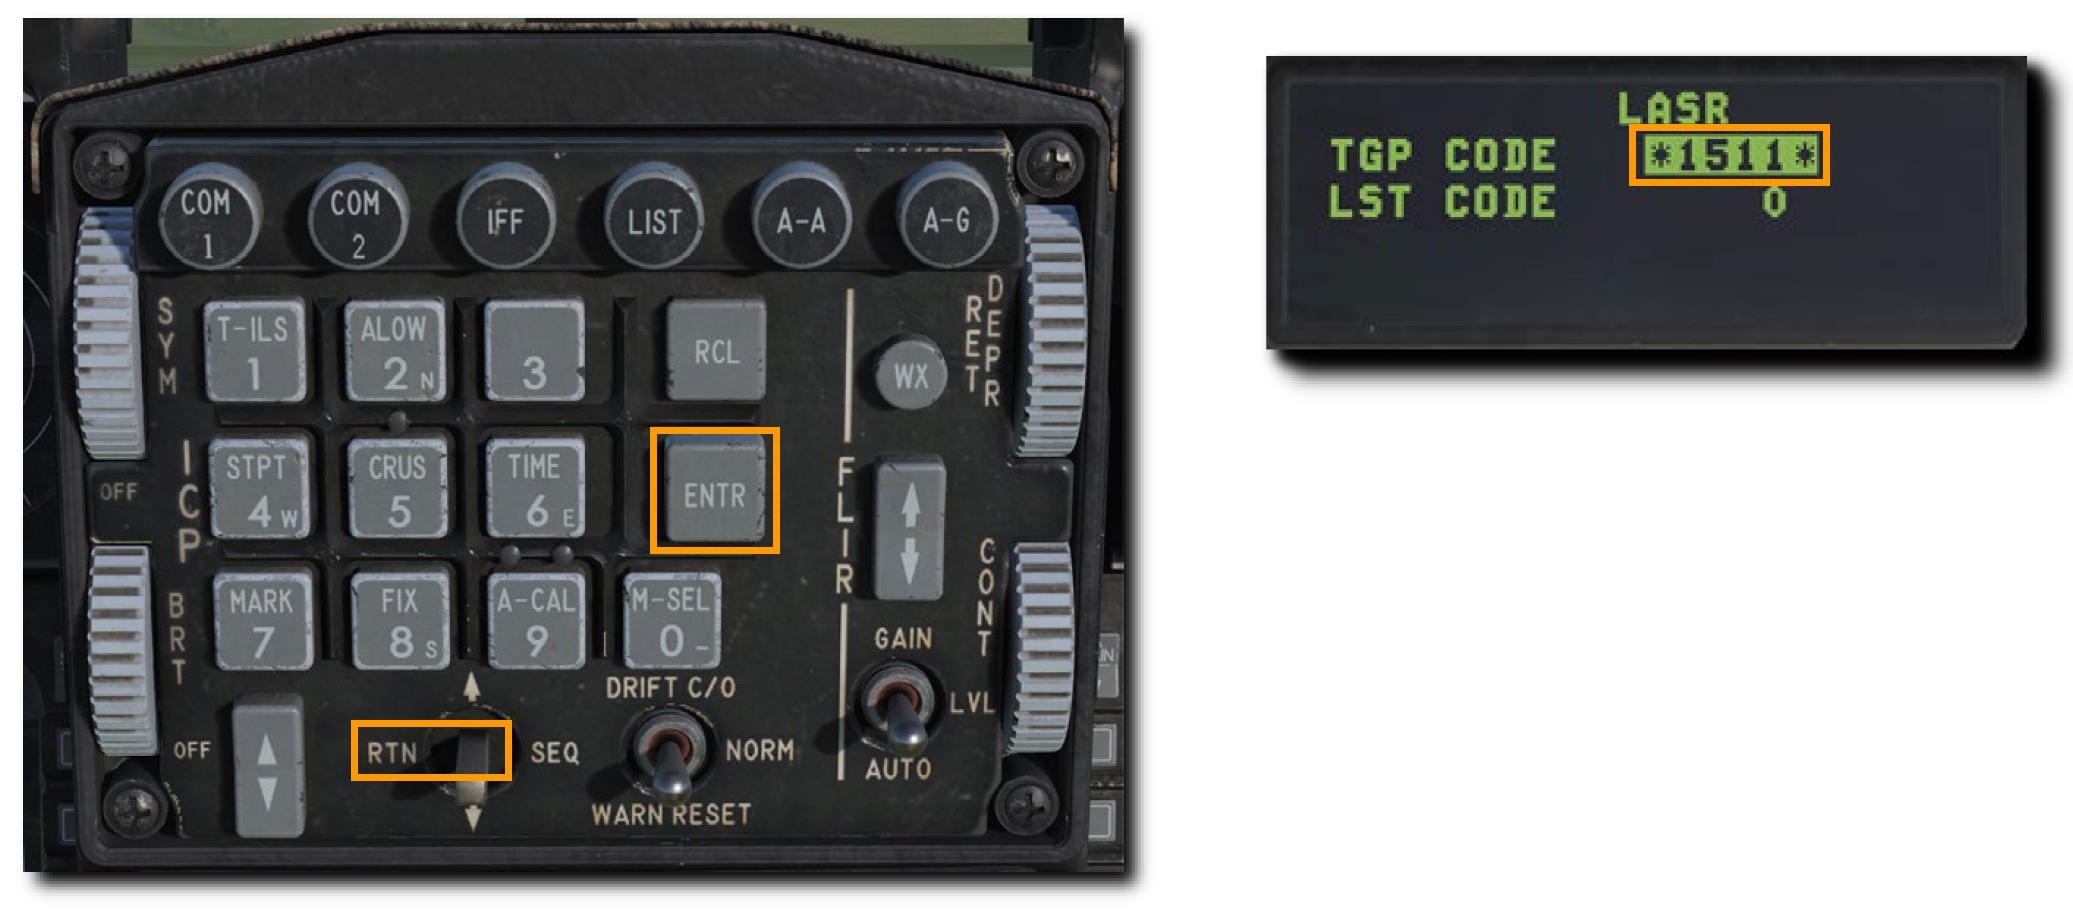 COM
1
COM
2
IFF
LIST
A-A
A-G
SYM
T-ILS
1
ALOW
2 N
3
RCL
WX
RET
DEPR
OFF
ICP
STPT
4 W
CRUS
5
TIME
6 E
ENTR
FLIR
CONT
BRT
MARK
7
FIX
8 S
A-CAL
9
M-SEL
0 -
GAIN
LVL
AUTO
OFF
RTN
SEQ
DRIFT C/O
NORM
WARN RESET
LASR
TGP CODE *1511*
LST CODE 0